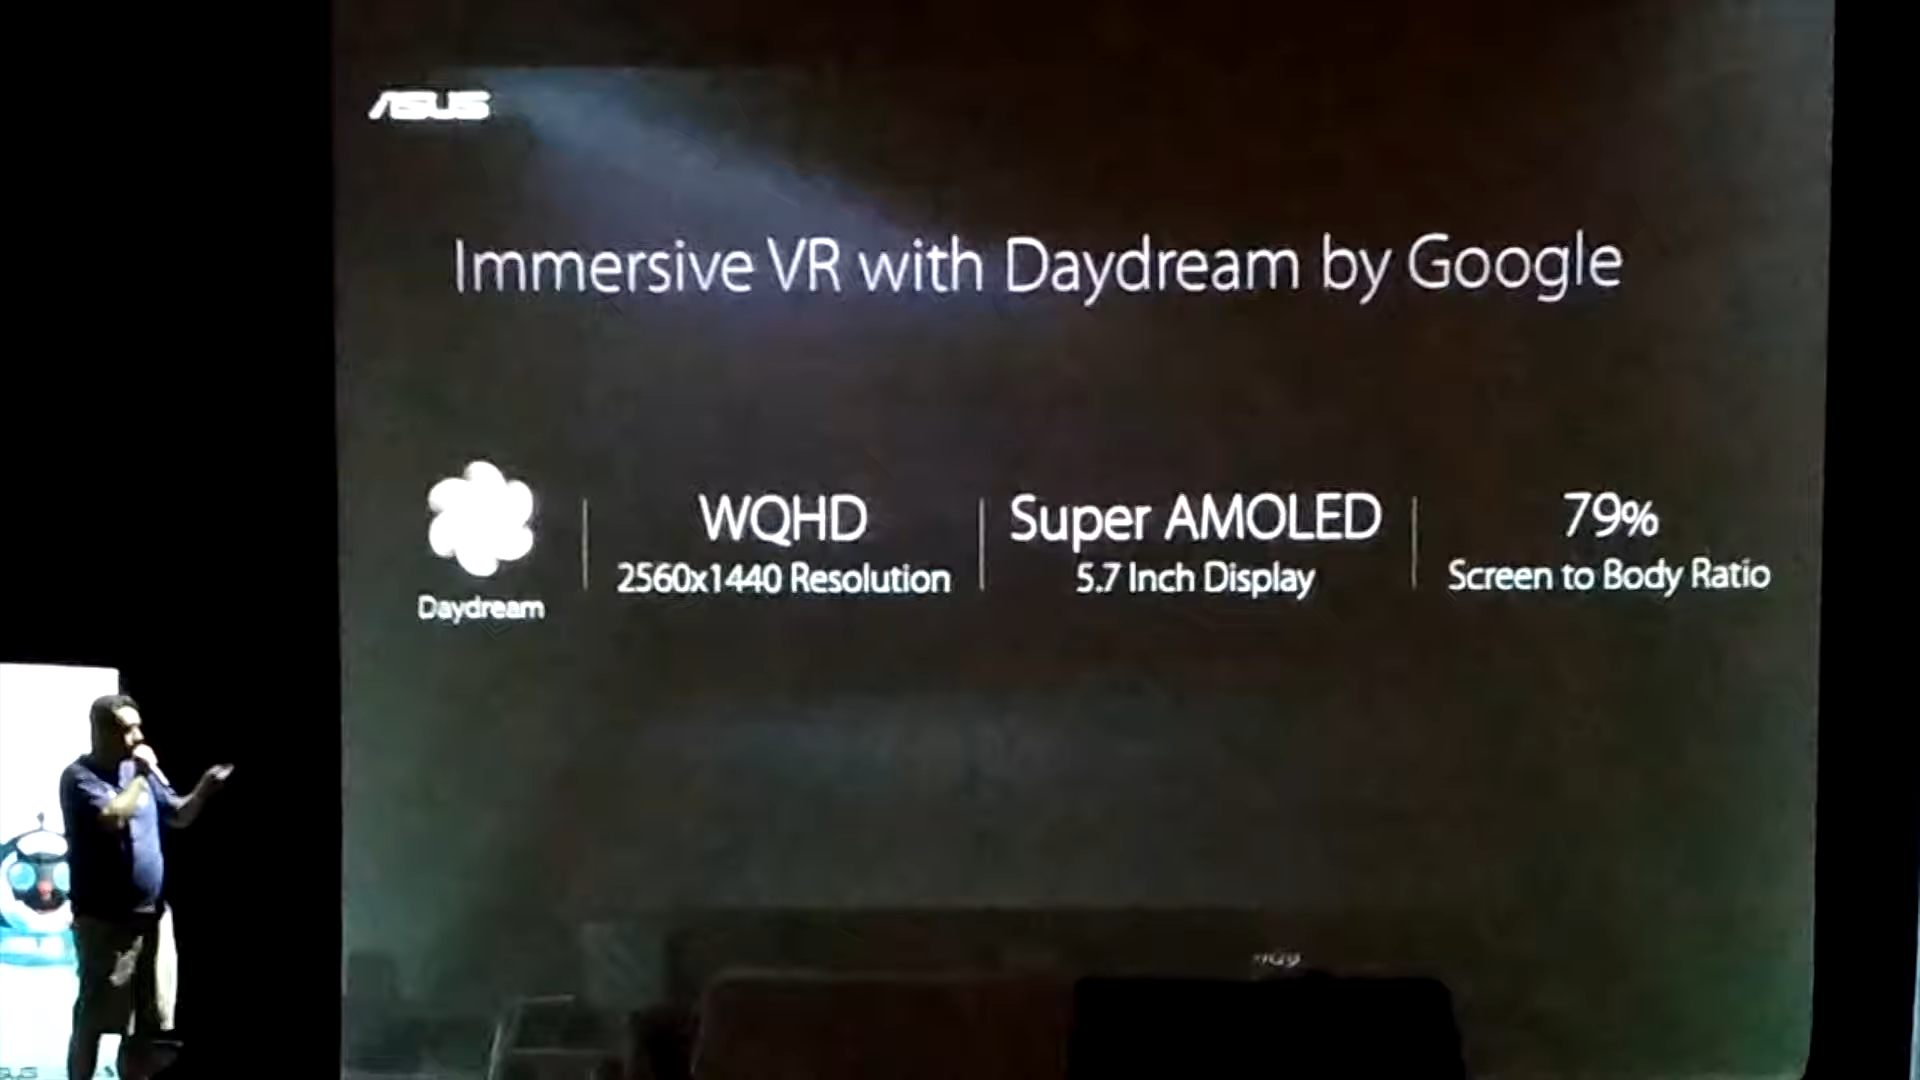 ASUS
Immersive VR with Daydream by Google
Daydream
WQHD
2560x1440 Resolution
Super AMOLED
5.7 Inch Display
79%
Screen to Body Ratio